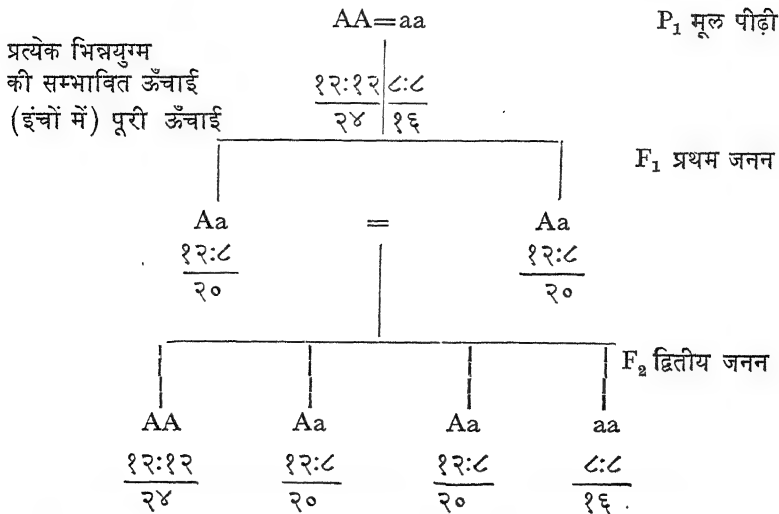 AA=aa P₁ मूल पीढ़ी
प्रत्येक भिन्नयुग्म
की सम्भावित ऊँचाई १२:१२ ८:८
(इंचों में) पूरी ऊँचाई २४ १६
F₁ प्रथम जनन
Aa = Aa
१२:८ १२:८
२० २०
F₂ द्वितीय जनन
AA Aa Aa aa
१२:१२ १२:८ १२:८ ८:८
२४ २० २० १६